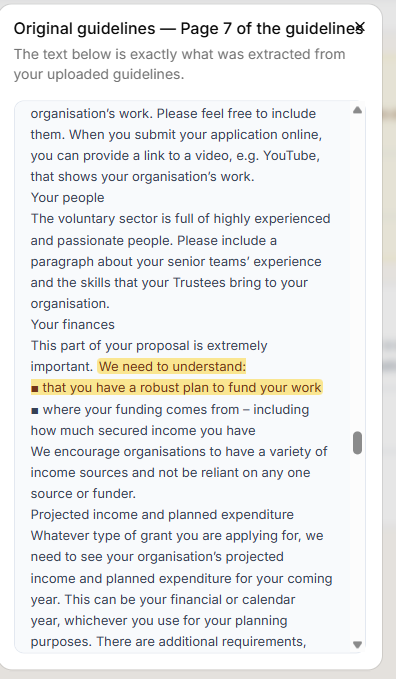 Original guidelines — Page 7 of the guidelines
The text below is exactly what was extracted from
your uploaded guidelines.
organisation’s work. Please feel free to include
them. When you submit your application online,
you can provide a link to a video, e.g. YouTube,
that shows your organisation’s work.
Your people
The voluntary sector is full of highly experienced
and passionate people. Please include a
paragraph about your senior teams’ experience
and the skills that your Trustees bring to your
organisation.
Your finances
This part of your proposal is extremely
important. We need to understand:
■ that you have a robust plan to fund your work
■ where your funding comes from – including
how much secured income you have
We encourage organisations to have a variety of
income sources and not be reliant on any one
source or funder.
Projected income and planned expenditure
Whatever type of grant you are applying for, we
need to see your organisation’s projected
income and planned expenditure for your coming
year. This can be your financial or calendar
year, whichever you use for your planning
purposes. There are additional requirements,